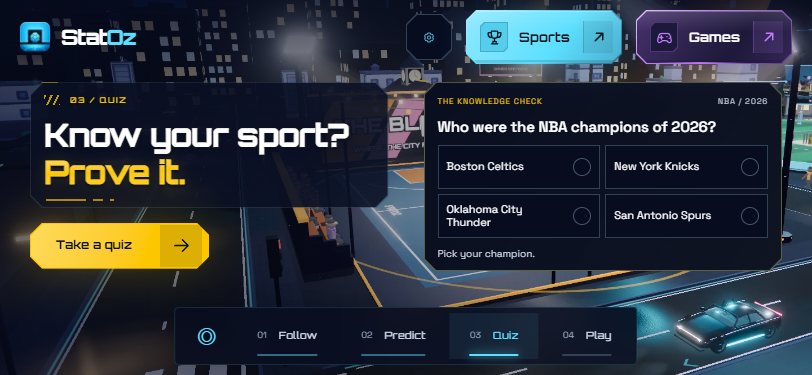 StatOz
Sports
Games
03 / QUIZ
Know your sport?
Prove it.
Take a quiz
THE KNOWLEDGE CHECK
NBA / 2026
Who were the NBA champions of 2026?
Boston Celtics
New York Knicks
Oklahoma City
Thunder
San Antonio Spurs
Pick your champion.
01 Follow
02 Predict
03 Quiz
04 Play